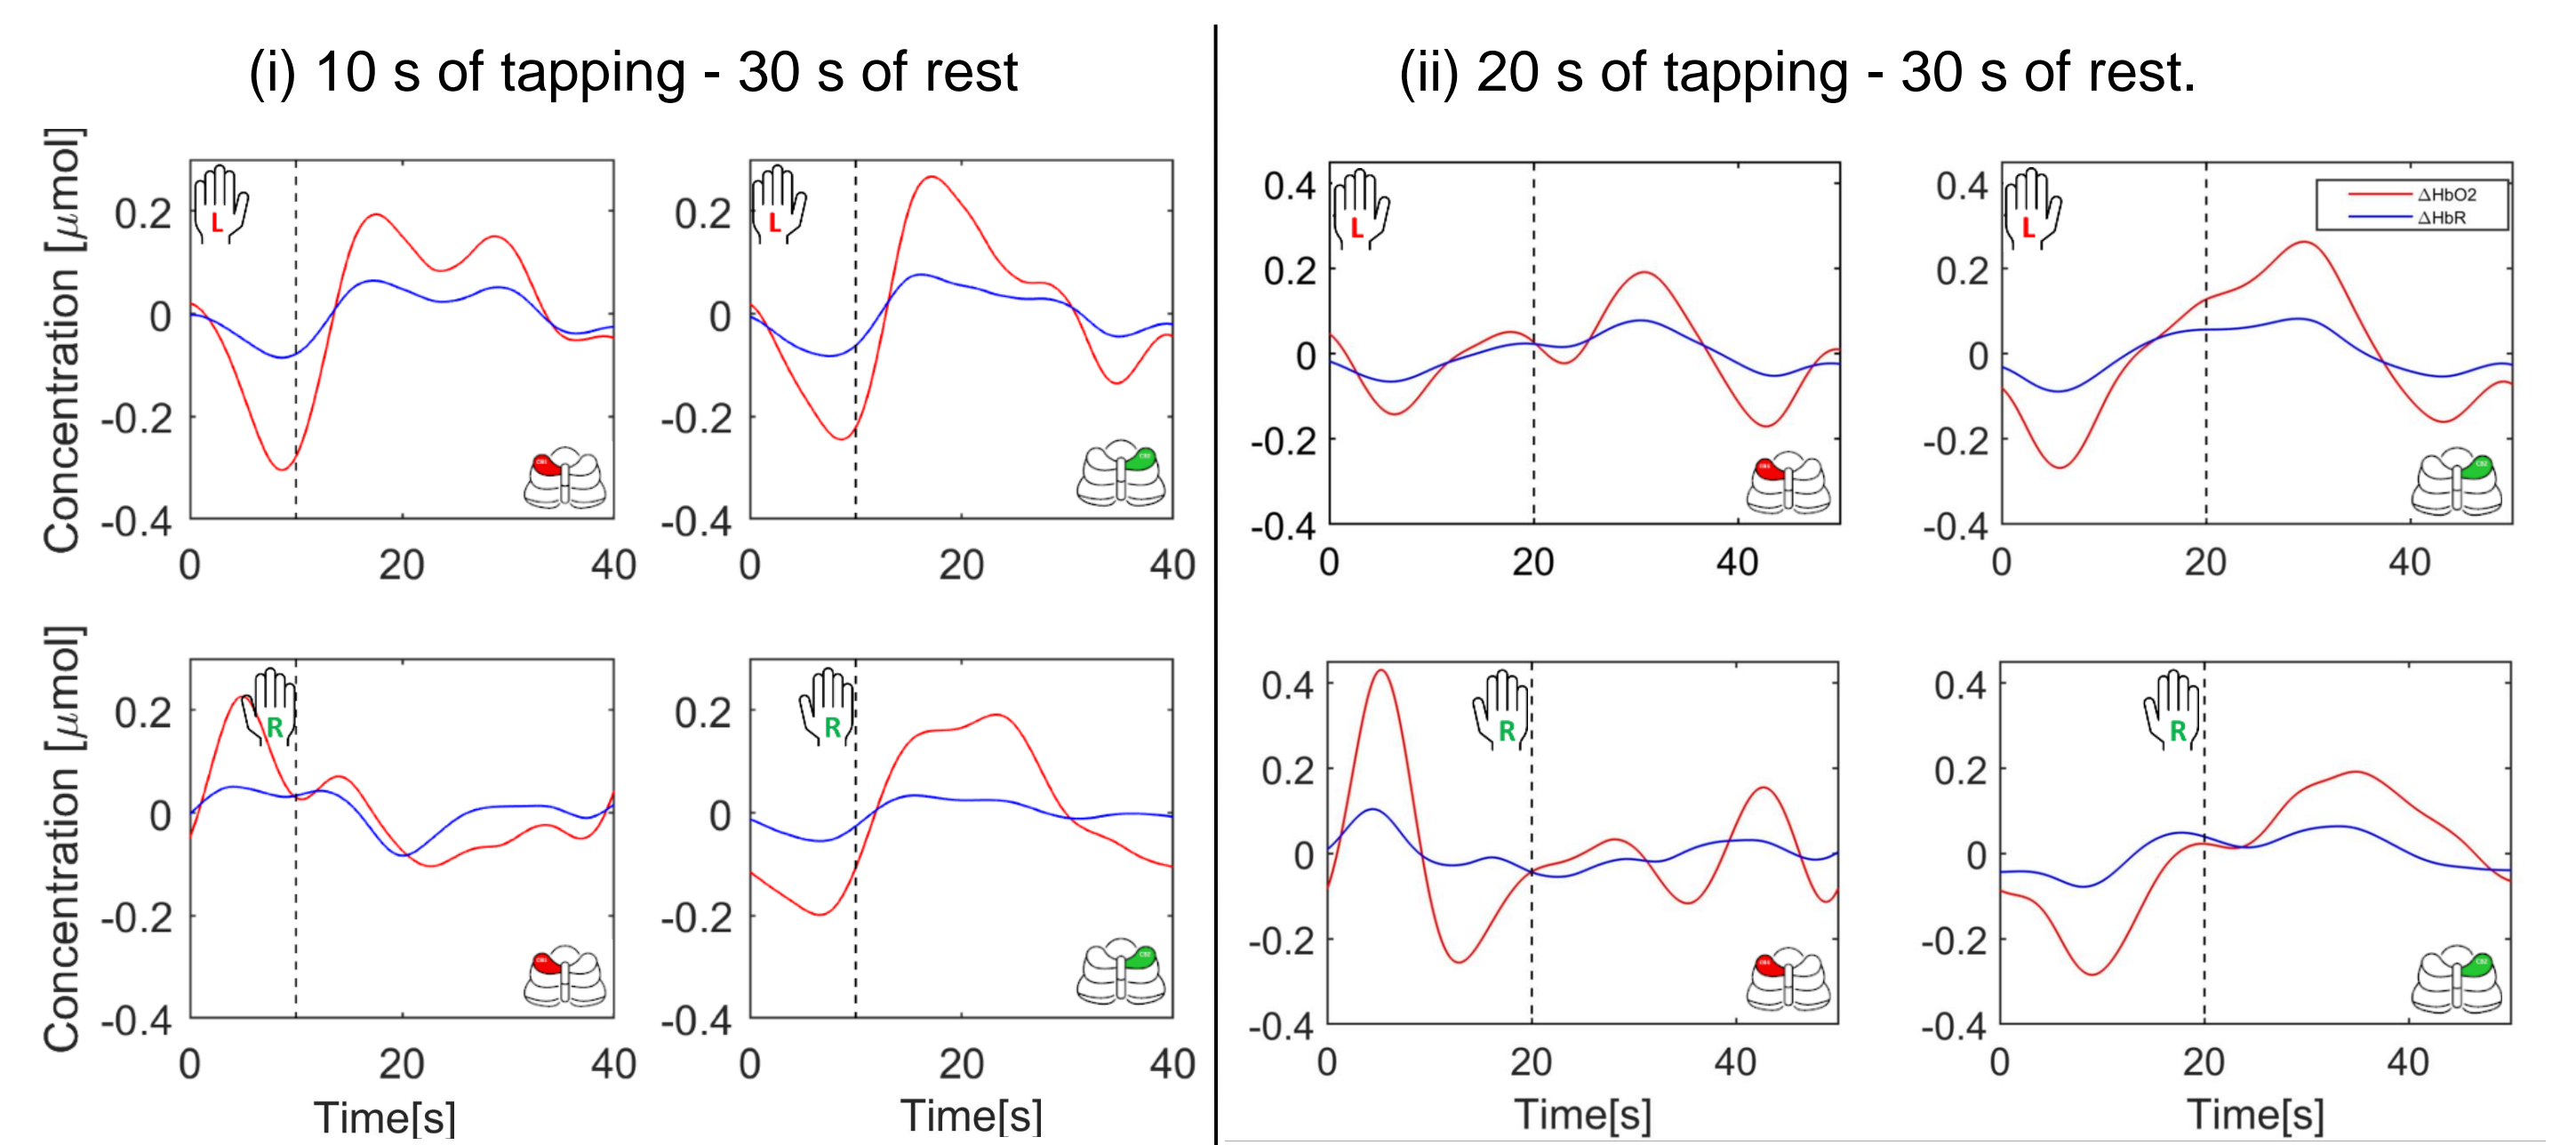 (i) 10 s of tapping - 30 s of rest
(ii) 20 s of tapping - 30 s of rest.
Concentration [μmol]
0.2
0
-0.2
-0.4
0 20 40
L
0.2
0
-0.2
-0.4
0 20 40
L
0.4
0.2
0
-0.2
-0.4
0 20 40
L
0.4
0.2
0
-0.2
-0.4
0 20 40
L
ΔHbO2
ΔHbR
Concentration [μmol]
0.2
0
-0.2
-0.4
0 20 40
R
Time[s]
0.2
0
-0.2
-0.4
0 20 40
R
Time[s]
0.4
0.2
0
-0.2
-0.4
0 20 40
R
Time[s]
0.4
0.2
0
-0.2
-0.4
0 20 40
R
Time[s]